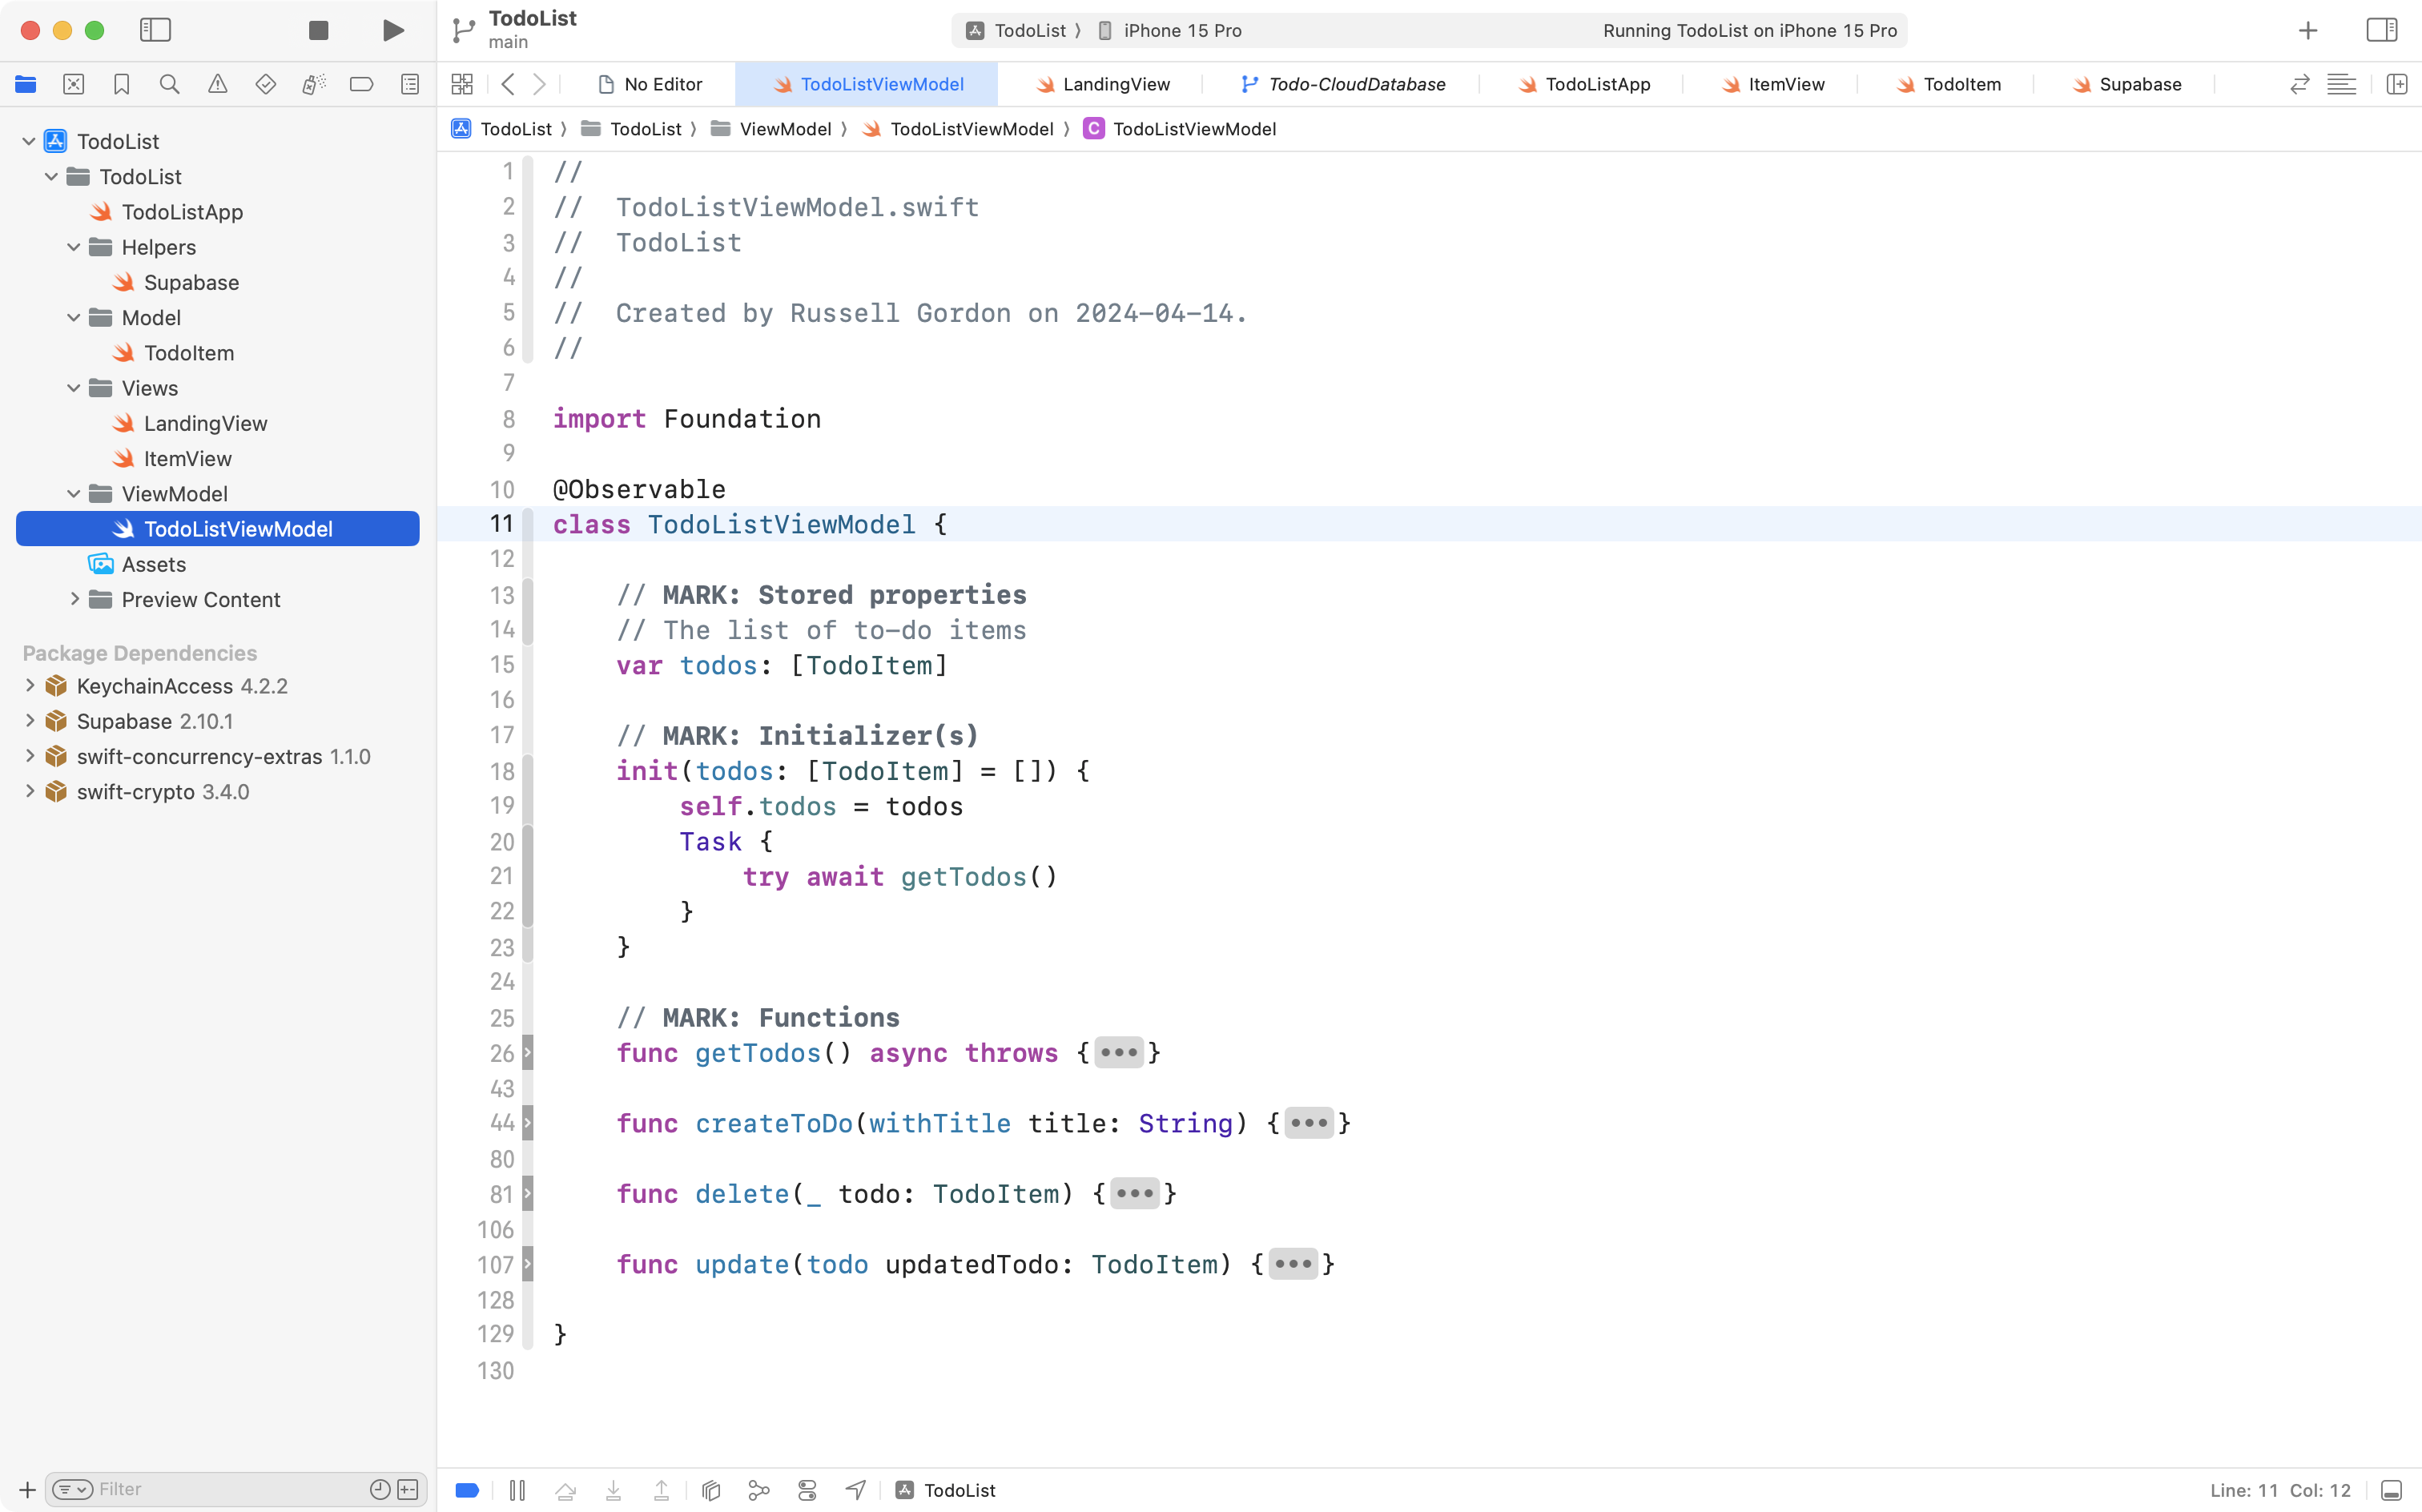 TodoList
main
TodoList 〉 iPhone 15 Pro
Running TodoList on iPhone 15 Pro
No Editor
TodoListViewModel
LandingView
Todo-CloudDatabase
TodoListApp
ItemView
TodoItem
Supabase
TodoList 〉 TodoList 〉 ViewModel 〉 TodoListViewModel 〉 C TodoListViewModel
TodoList
TodoList
TodoListApp
Helpers
Supabase
Model
TodoItem
Views
LandingView
ItemView
ViewModel
TodoListViewModel
Assets
Preview Content
Package Dependencies
KeychainAccess 4.2.2
Supabase 2.10.1
swift-concurrency-extras 1.1.0
swift-crypto 3.4.0
Filter
1 //
2 //  TodoListViewModel.swift
3 //  TodoList
4 //
5 //  Created by Russell Gordon on 2024-04-14.
6 //
7
8 import Foundation
9
10 @Observable
11 class TodoListViewModel {
12
13     // MARK: Stored properties
14     // The list of to-do items
15     var todos: [TodoItem]
16
17     // MARK: Initializer(s)
18     init(todos: [TodoItem] = []) {
19         self.todos = todos
20         Task {
21             try await getTodos()
22         }
23     }
24
25     // MARK: Functions
26     func getTodos() async throws {•••}
43
44     func createToDo(withTitle title: String) {•••}
80
81     func delete(_ todo: TodoItem) {•••}
106
107     func update(todo updatedTodo: TodoItem) {•••}
128
129 }
130
TodoList
Line: 11 Col: 12